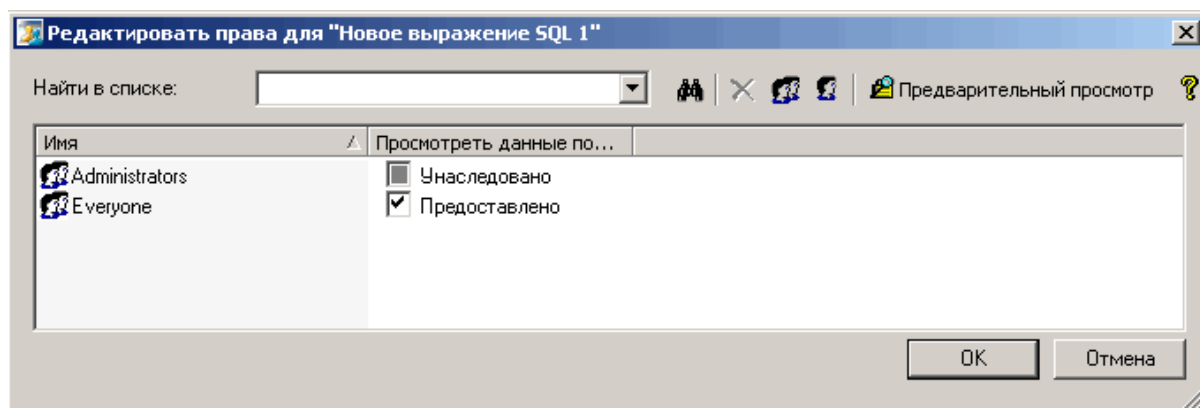 Редактировать права для "Новое выражение SQL 1"
Найти в списке:
Предварительный просмотр
Имя Просмотреть данные по...
Administrators Унаследовано
Everyone Предоставлено
OK Отмена